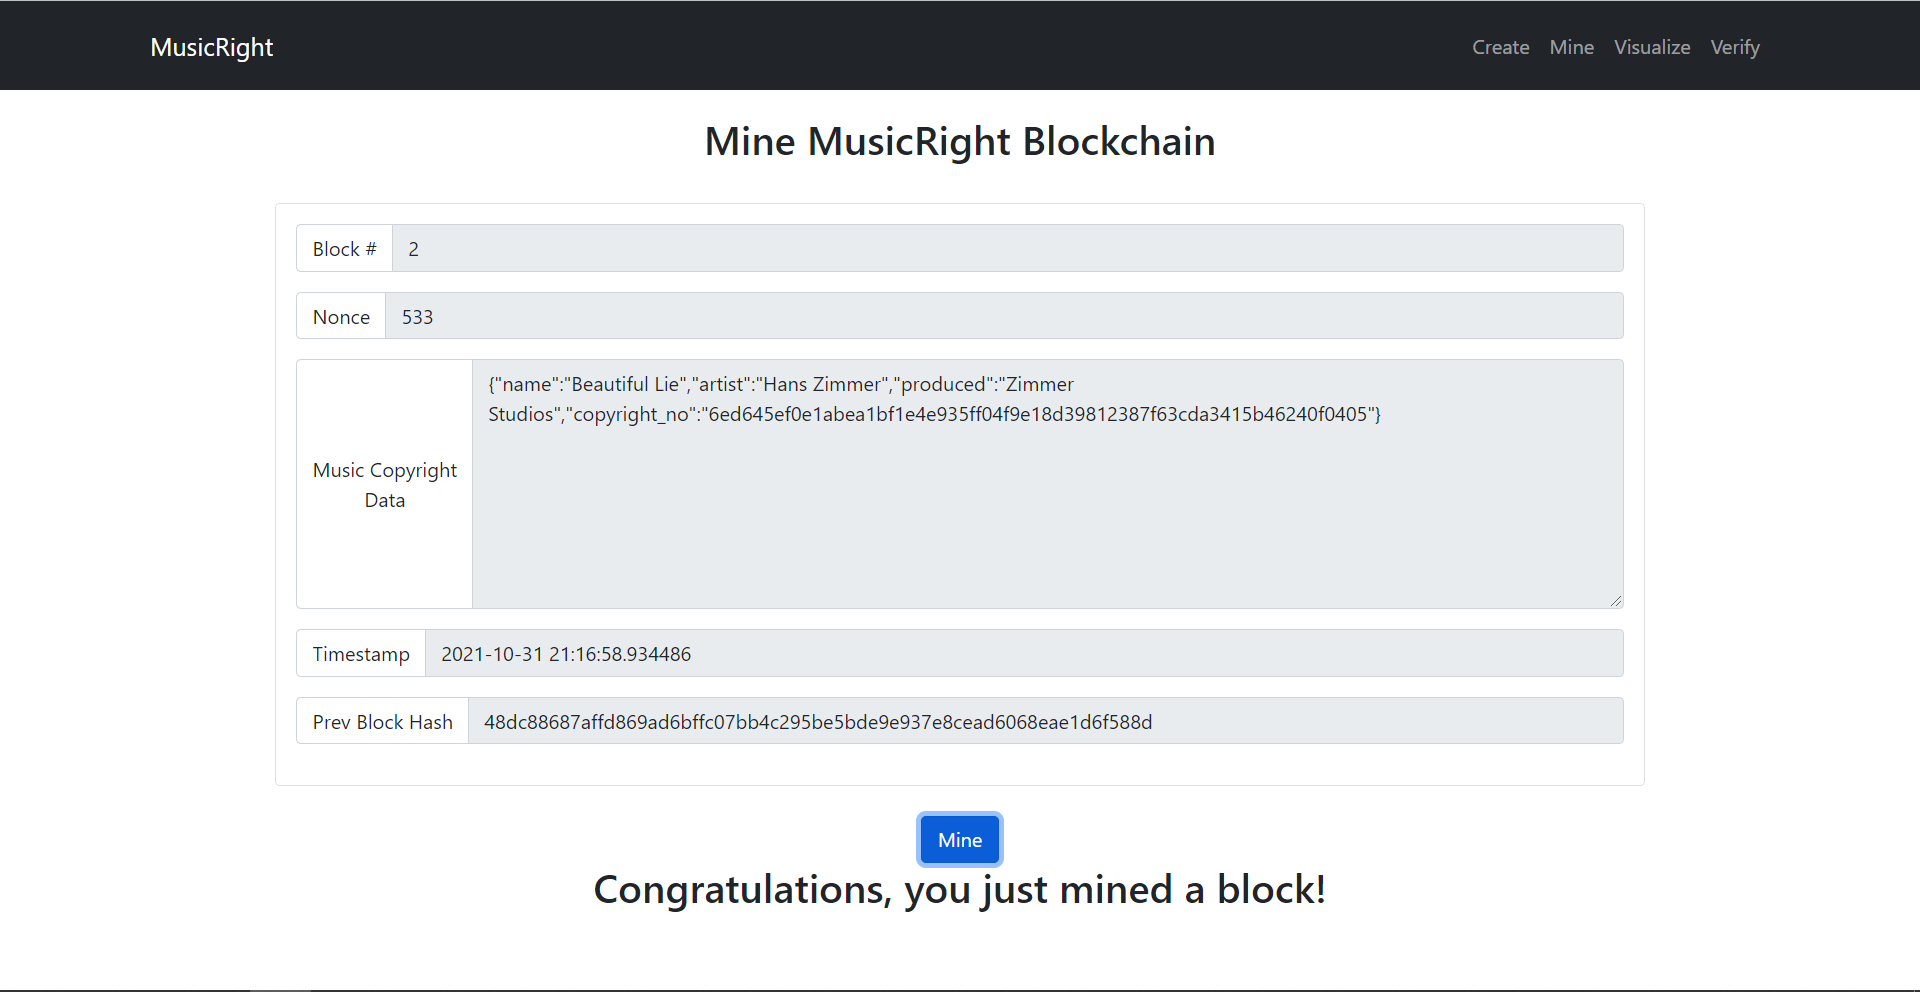 MusicRight
Create Mine Visualize Verify
Mine MusicRight Blockchain
Block # 2
Nonce 533
{"name":"Beautiful Lie","artist":"Hans Zimmer","produced":"Zimmer
Studios","copyright_no":"6ed645ef0e1abea1bf1e4e935ff04f9e18d39812387f63cda3415b46240f0405"}
Music Copyright
Data
Timestamp 2021-10-31 21:16:58.934486
Prev Block Hash 48dc88687affd869ad6bffc07bb4c295be5bde9e937e8cead6068eae1d6f588d
Mine
Congratulations, you just mined a block!